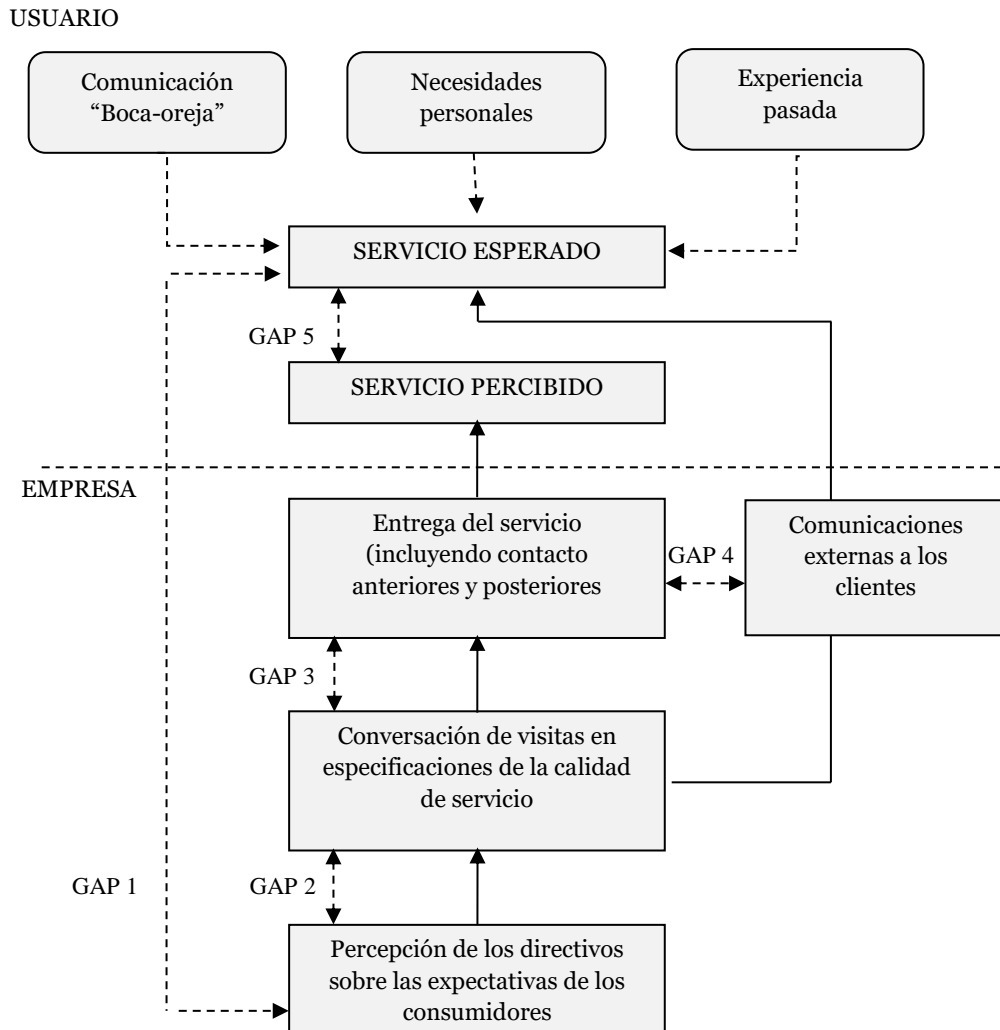 USUARIO
Comunicación
“Boca-oreja”
Necesidades
personales
Experiencia
pasada
SERVICIO ESPERADO
GAP 5
SERVICIO PERCIBIDO
EMPRESA
Entrega del servicio
(incluyendo contacto
anteriores y posteriores
GAP 4
Comunicaciones
externas a los
clientes
GAP 3
Conversación de visitas en
especificaciones de la calidad
de servicio
GAP 1
GAP 2
Percepción de los directivos
sobre las expectativas de los
consumidores